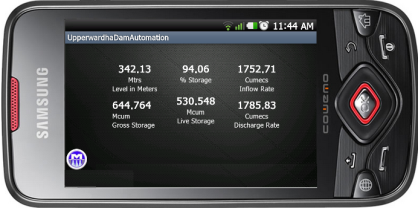 11:44 AM
UpperwardhaDamAutomation
342,13 94,06 1752,71
Mtrs % Storage Cumecs
Level in Meters Inflow Rate
644,764 530,548 1785,83
Mcum Mcum Cumecs
Gross Storage Live Storage Discharge Rate
SAMSUNG